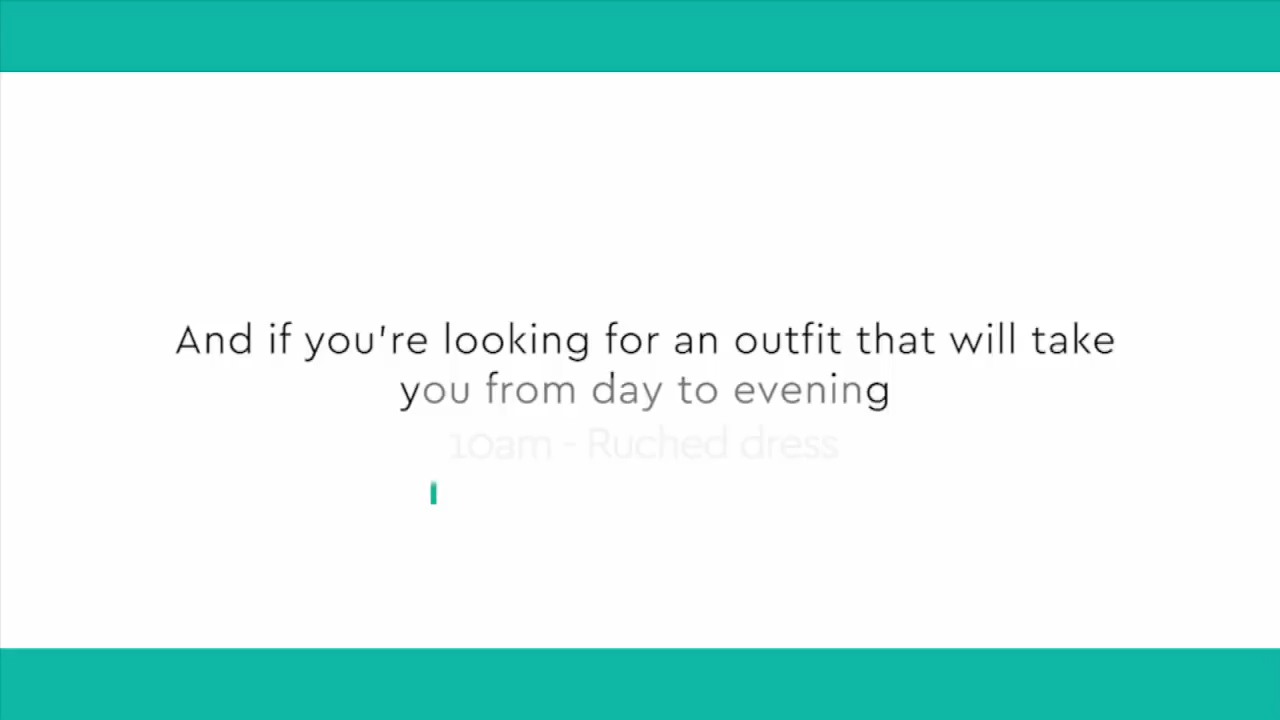 And if you're looking for an outfit that will take
you from day to evening
10am - Ruched dress